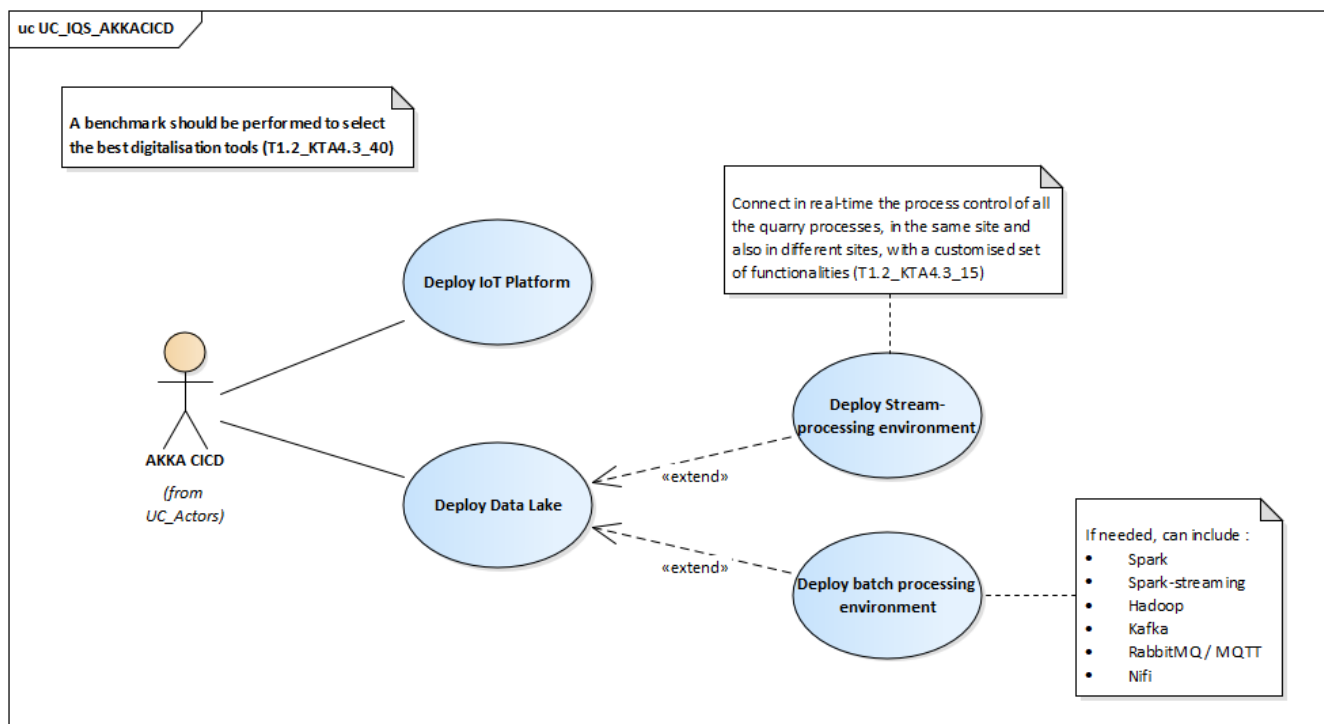 uc UC_IQS_AKKACICD
A benchmark should be performed to select
the best digitalisation tools (T1.2_KTA4.3_40)
Connect in real-time the process control of all
the quarry processes, in the same site and
also in different sites, with a customised set
of functionalities (T1.2_KTA4.3_15)
Deploy IoT Platform
AKKA CICD
(from
UC_Actors)
Deploy Stream-
processing environment
«extend»
Deploy Data Lake
«extend»
Deploy batch processing
environment
If needed, can include :
• Spark
• Spark-streaming
• Hadoop
• Kafka
• RabbitMQ / MQTT
• Nifi